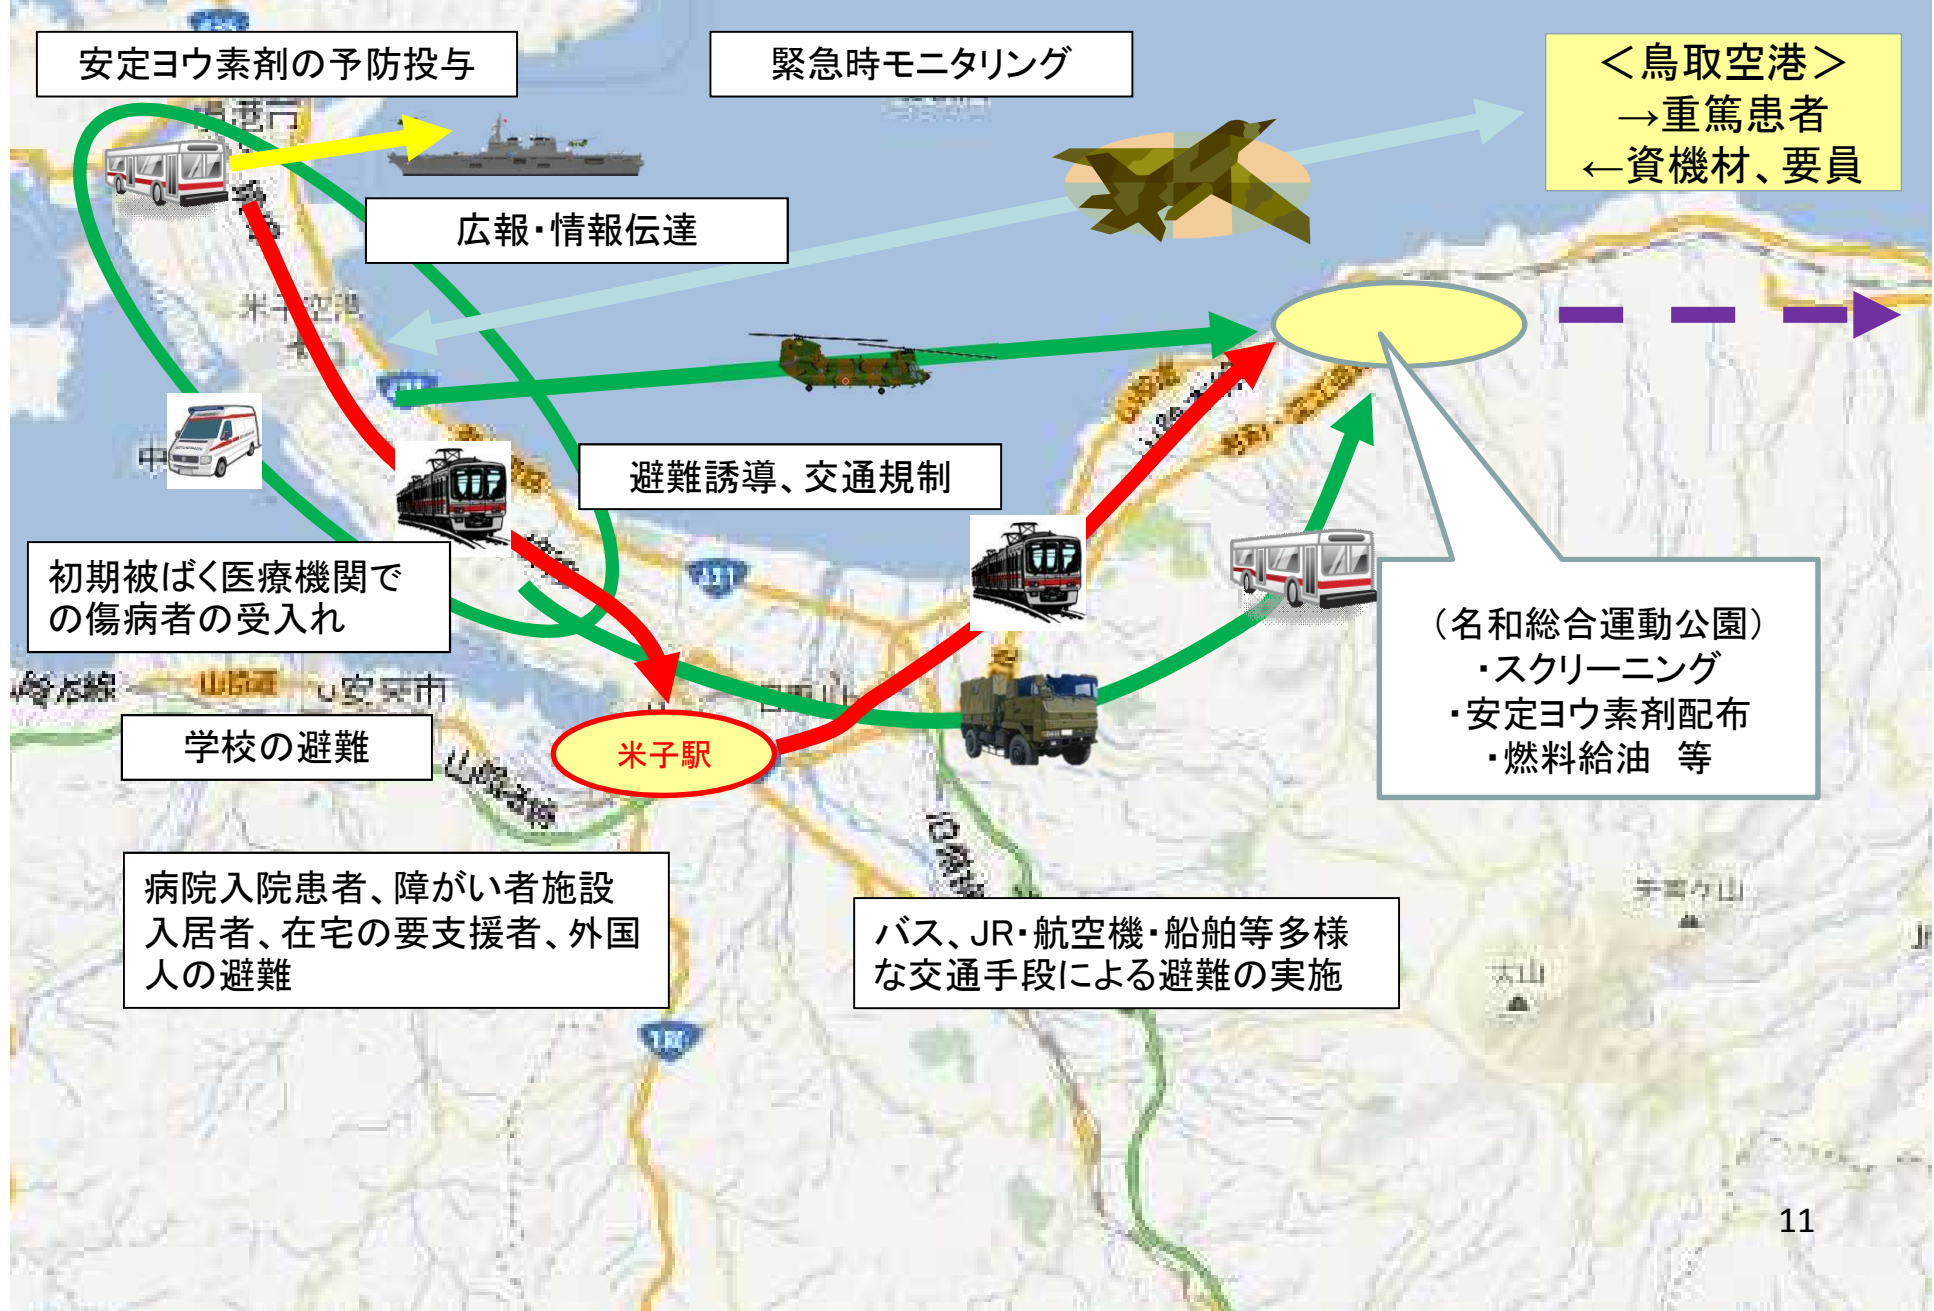 安定ヨウ素剤の予防投与
緊急時モニタリング
＜鳥取空港＞
→重篤患者
←資機材、要員
広報・情報伝達
米子空港
避難誘導、交通規制
初期被ばく医療機関で
の傷病者の受入れ
（名和総合運動公園）
・スクリーニング
・安定ヨウ素剤配布
・燃料給油　等
学校の避難
米子駅
病院入院患者、障がい者施設
入居者、在宅の要支援者、外国
人の避難
バス、JR・航空機・船舶等多様
な交通手段による避難の実施
大山
11